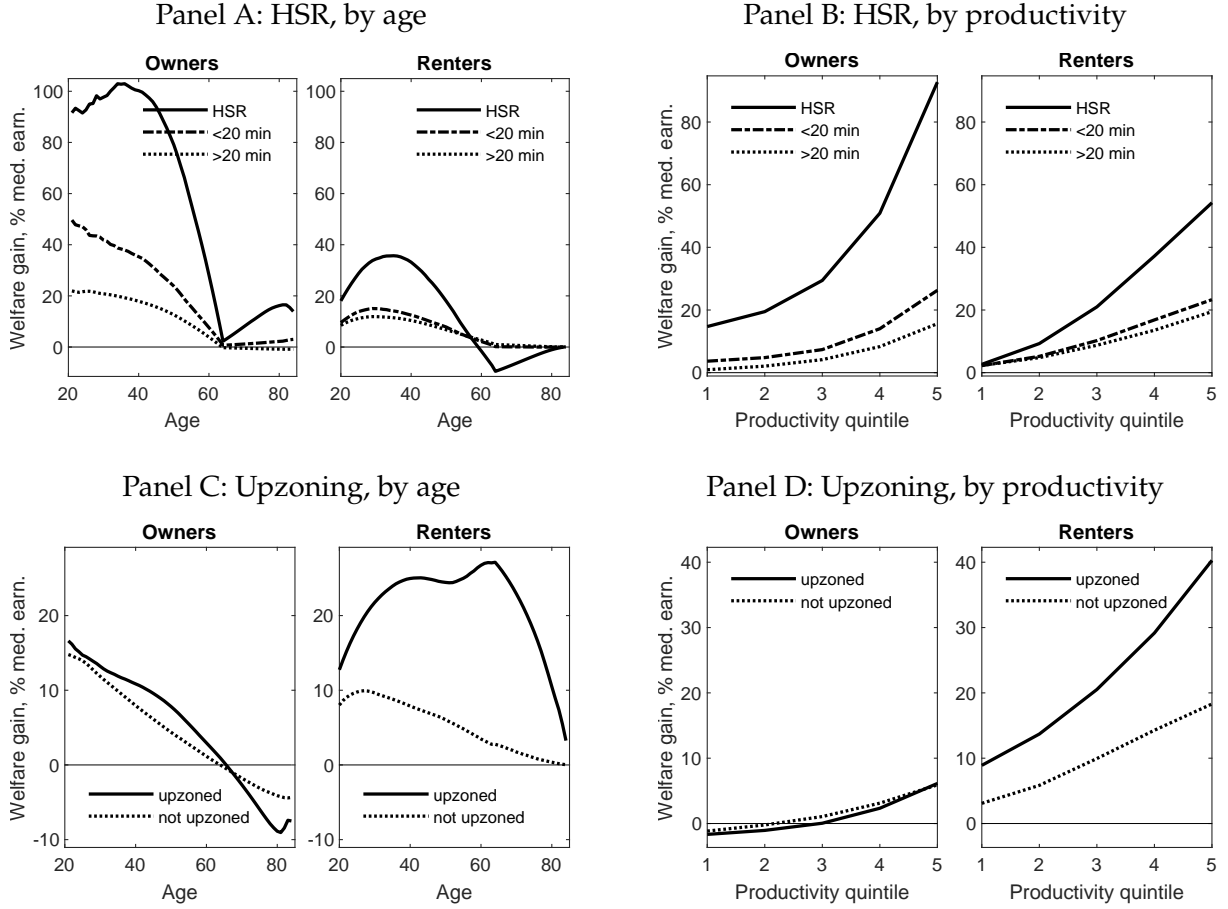 Panel A: HSR, by age
Owners
Renters
Welfare gain, % med. earn.
100
80
60
40
20
0
HSR
<20 min
>20 min
HSR
<20 min
>20 min
20 40 60 80
20 40 60 80
Age
Age
Panel B: HSR, by productivity
Owners
Renters
Welfare gain, % med. earn.
80
60
40
20
0
HSR
<20 min
>20 min
80
60
40
20
0
HSR
<20 min
>20 min
1 2 3 4 5
1 2 3 4 5
Productivity quintile
Productivity quintile
Panel C: Upzoning, by age
Owners
Renters
Welfare gain, % med. earn.
20
10
0
-10
upzoned
not upzoned
20
10
0
-10
upzoned
not upzoned
20 40 60 80
20 40 60 80
Age
Age
Panel D: Upzoning, by productivity
Owners
Renters
Welfare gain, % med. earn.
40
30
20
10
0
upzoned
not upzoned
40
30
20
10
0
upzoned
not upzoned
1 2 3 4 5
1 2 3 4 5
Productivity quintile
Productivity quintile